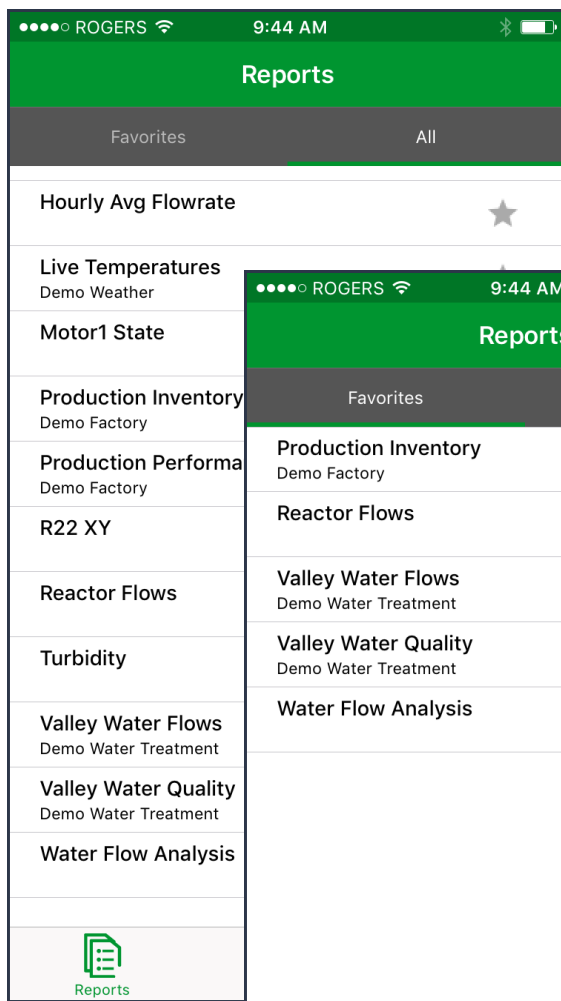 ROGERS 9:44 AM
Reports
Favorites All
Hourly Avg Flowrate
Live Temperatures
Demo Weather
Motor1 State
Production Inventory
Demo Factory
Production Performa
Demo Factory
R22 XY
Reactor Flows
Turbidity
Valley Water Flows
Demo Water Treatment
Valley Water Quality
Demo Water Treatment
Water Flow Analysis
Reports
ROGERS 9:44 AM
Reports
Favorites
Production Inventory
Demo Factory
Reactor Flows
Valley Water Flows
Demo Water Treatment
Valley Water Quality
Demo Water Treatment
Water Flow Analysis